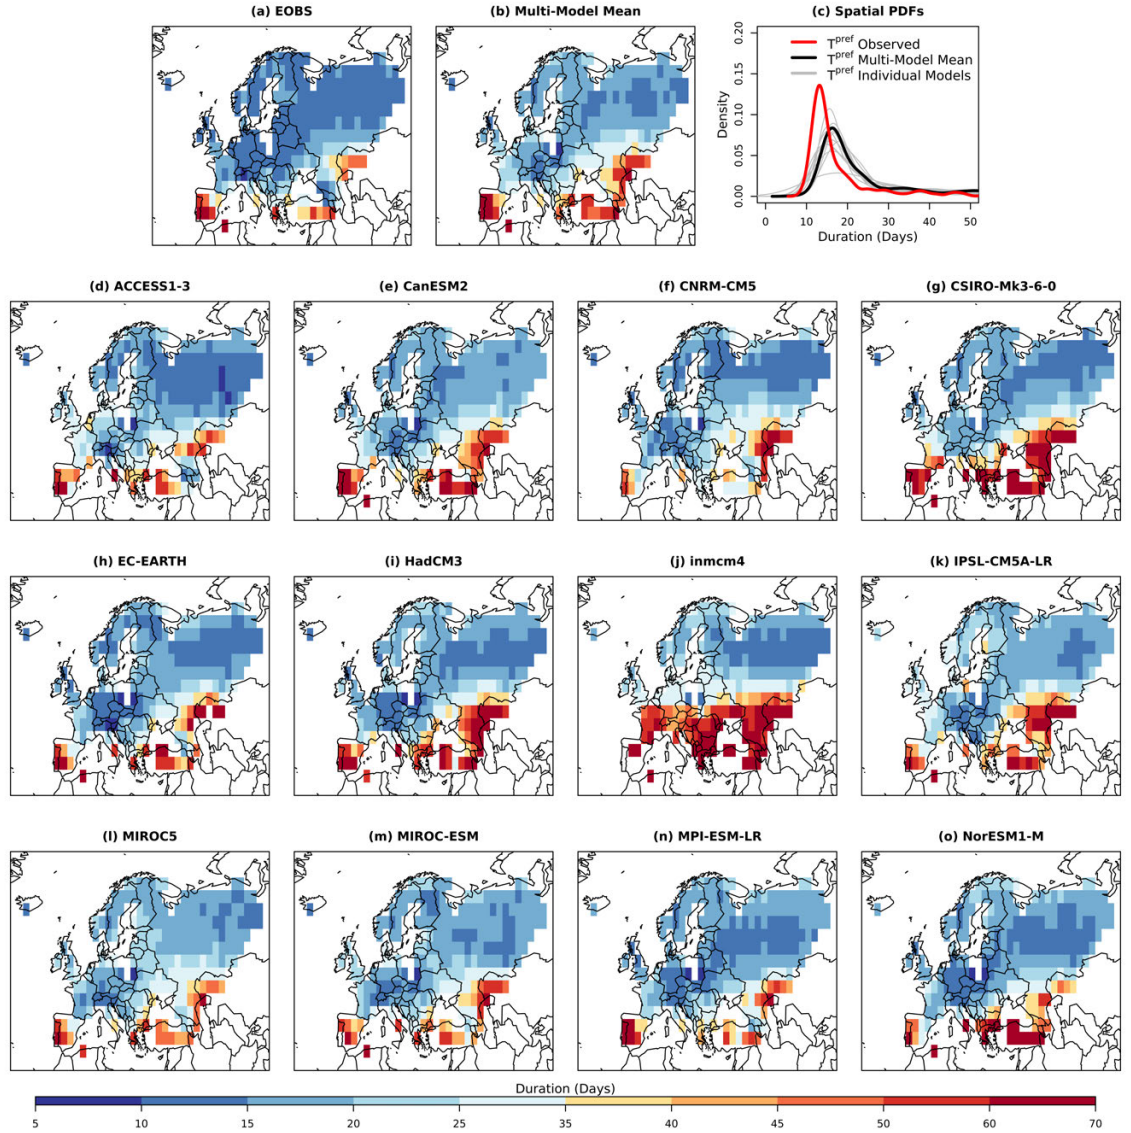 (a) EOBS
(b) Multi-Model Mean
(c) Spatial PDFs
Density
0.00
0.05
0.10
0.15
0.20
T^pref Observed
T^pref Multi-Model Mean
T^pref Individual Models
0 10 20 30 40 50
Duration (Days)
(d) ACCESS1-3
(e) CanESM2
(f) CNRM-CM5
(g) CSIRO-Mk3-6-0
(h) EC-EARTH
(i) HadCM3
(j) inmcm4
(k) IPSL-CM5A-LR
(l) MIROC5
(m) MIROC-ESM
(n) MPI-ESM-LR
(o) NorESM1-M
Duration (Days)
5 10 15 20 25 35 40 45 50 60 70